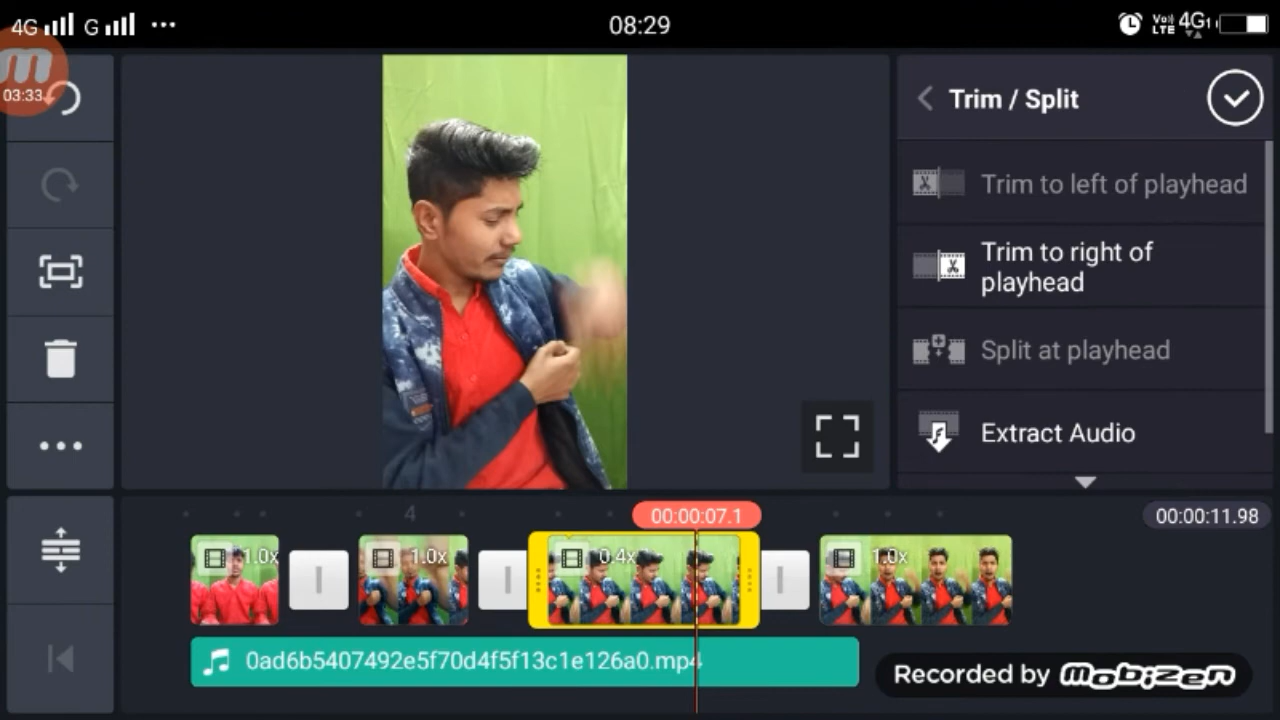 4G G ... 08:29 VoLTE 4G1
m
03:33
Trim / Split
Trim to left of playhead
Trim to right of
playhead
Split at playhead
Extract Audio
4 00:00:07.1 00:00:11.98
1.0x 1.0x 0.4x 1.0x
0ad6b5407492e5f70d4f5f13c1e126a0.mp4
Recorded by mobizen